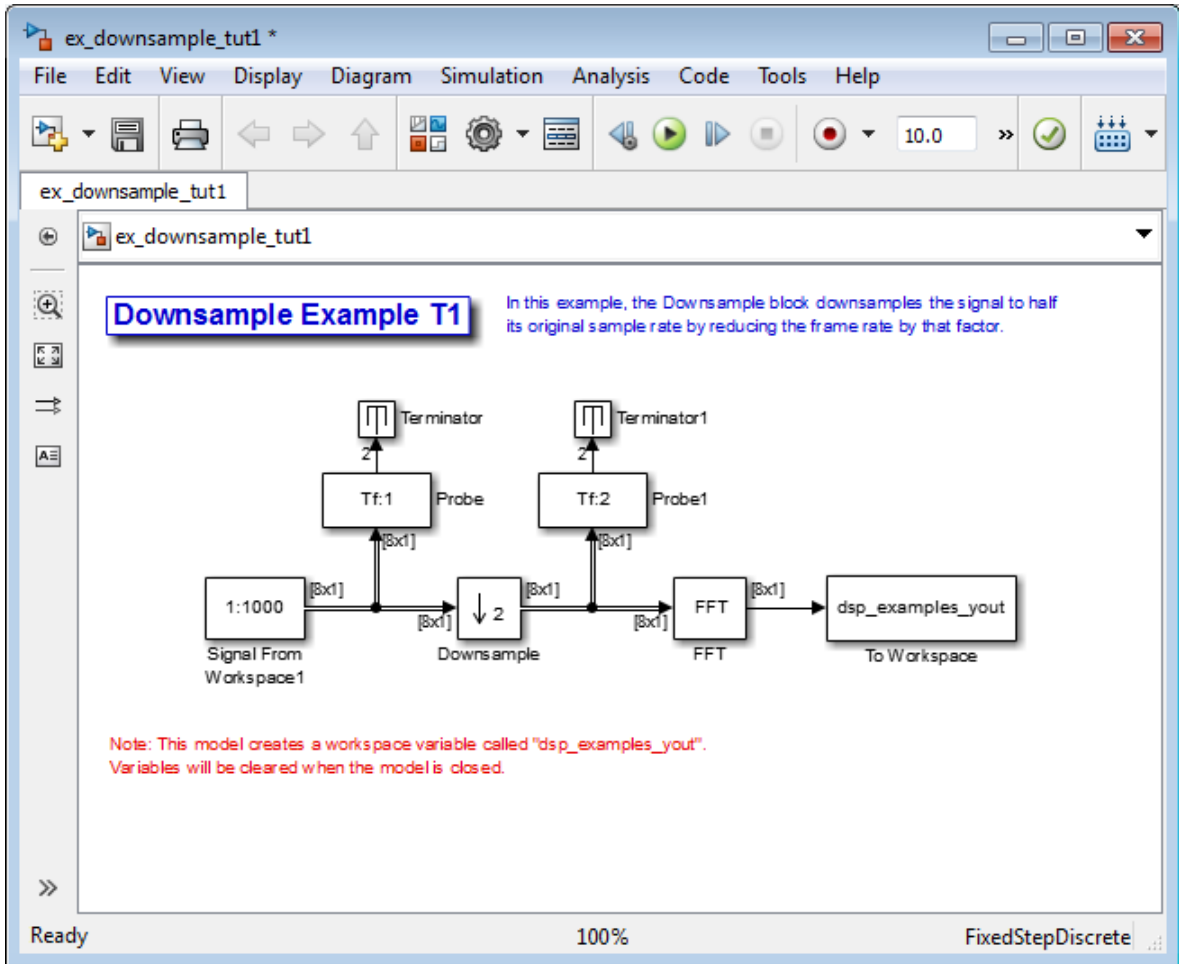 ex_downsample_tut1 *
File Edit View Display Diagram Simulation Analysis Code Tools Help
10.0
ex_downsample_tut1
ex_downsample_tut1
Downsample Example T1
In this example, the Downsample block downsamples the signal to half
its original sample rate by reducing the frame rate by that factor.
Terminator
Terminator1
2
2
Tf:1
Probe
Tf:2
Probe1
[8x1]
[8x1]
1:1000
[8x1]
[8x1]
2
[8x1]
[8x1]
FFT
[8x1]
dsp_examples_yout
Signal From
Workspace1
Downsample
FFT
To Workspace
Note: This model creates a workspace variable called "dsp_examples_yout".
Variables will be cleared when the model is closed.
Ready
100%
FixedStepDiscrete